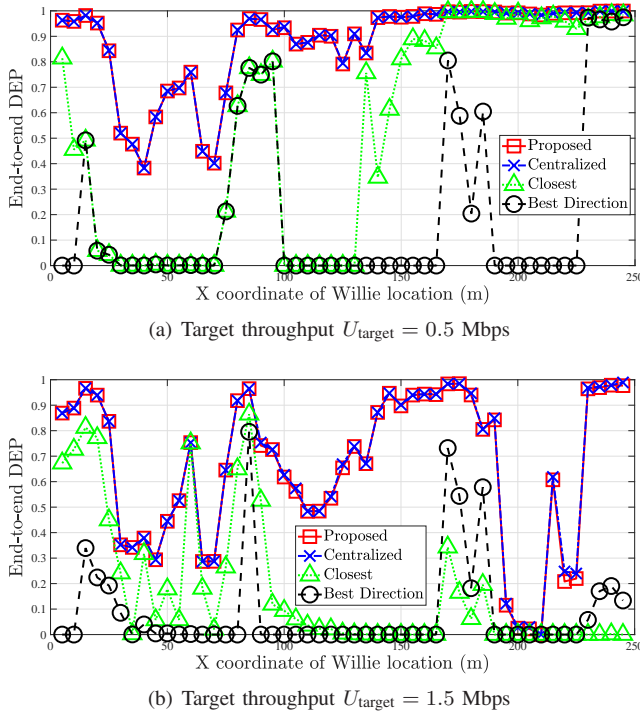 End-to-end DEP
1
0.9
0.8
0.7
0.6
0.5
0.4
0.3
0.2
0.1
0
Proposed
Centralized
Closest
Best Direction
0 50 100 150 200 250
X coordinate of Willie location (m)
(a) Target throughput U_target = 0.5 Mbps
End-to-end DEP
1
0.9
0.8
0.7
0.6
0.5
0.4
0.3
0.2
0.1
0
Proposed
Centralized
Closest
Best Direction
0 50 100 150 200 250
X coordinate of Willie location (m)
(b) Target throughput U_target = 1.5 Mbps